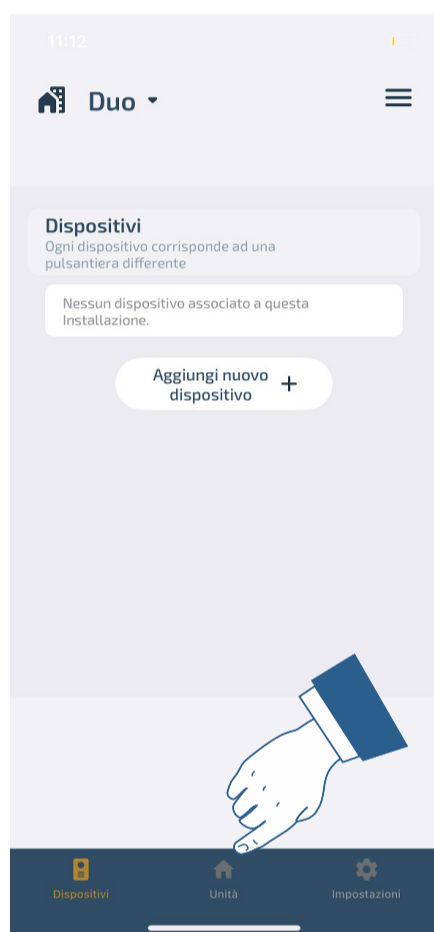 11:12
Duo
Dispositivi
Ogni dispositivo corrisponde ad una
pulsantiera differente
Nessun dispositivo associato a questa
Installazione.
Aggiungi nuovo
dispositivo +
Dispositivi Unità Impostazioni